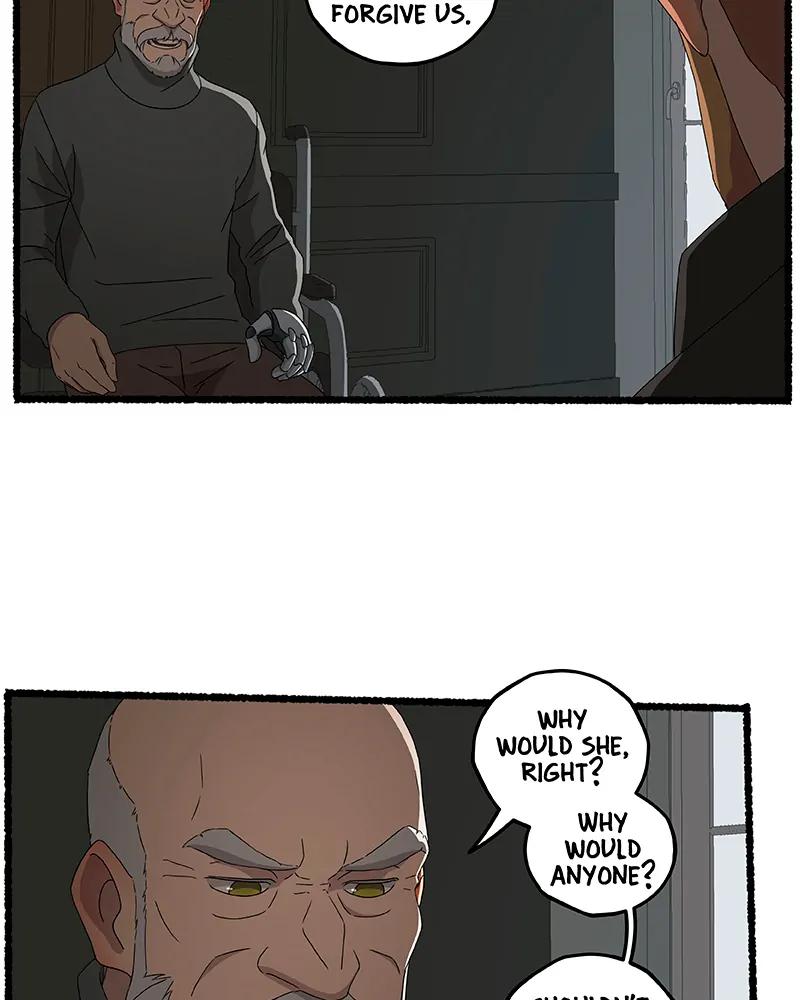 FORGIVE US.
WHY
WOULD SHE,
RIGHT?
WHY
WOULD
ANYONE?